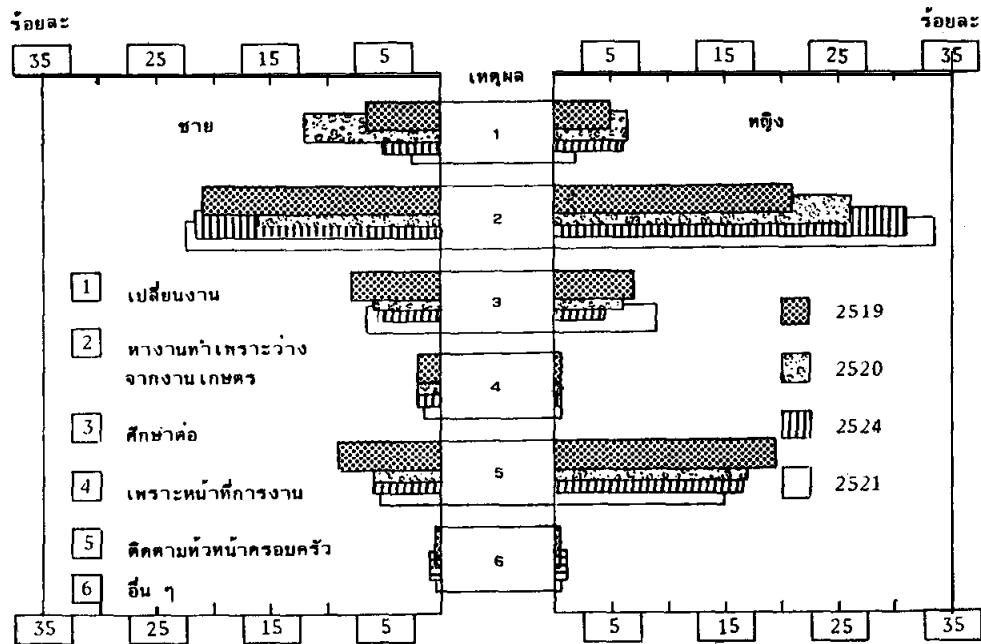 ร้อยละ ร้อยละ
35 25 15 5 5 15 25 35
เหตุผล
ชาย หญิง
1
2
3
4
5
6
1 เปลี่ยนงาน
2 หางานทำเพราะว่าง
จากงานเกษตร
3 ศึกษาต่อ
4 เพราะหน้าที่การงาน
5 ติดตามหัวหน้าครอบครัว
6 อื่น ๆ
2519
2520
2524
2521
35 25 15 5 5 15 25 35